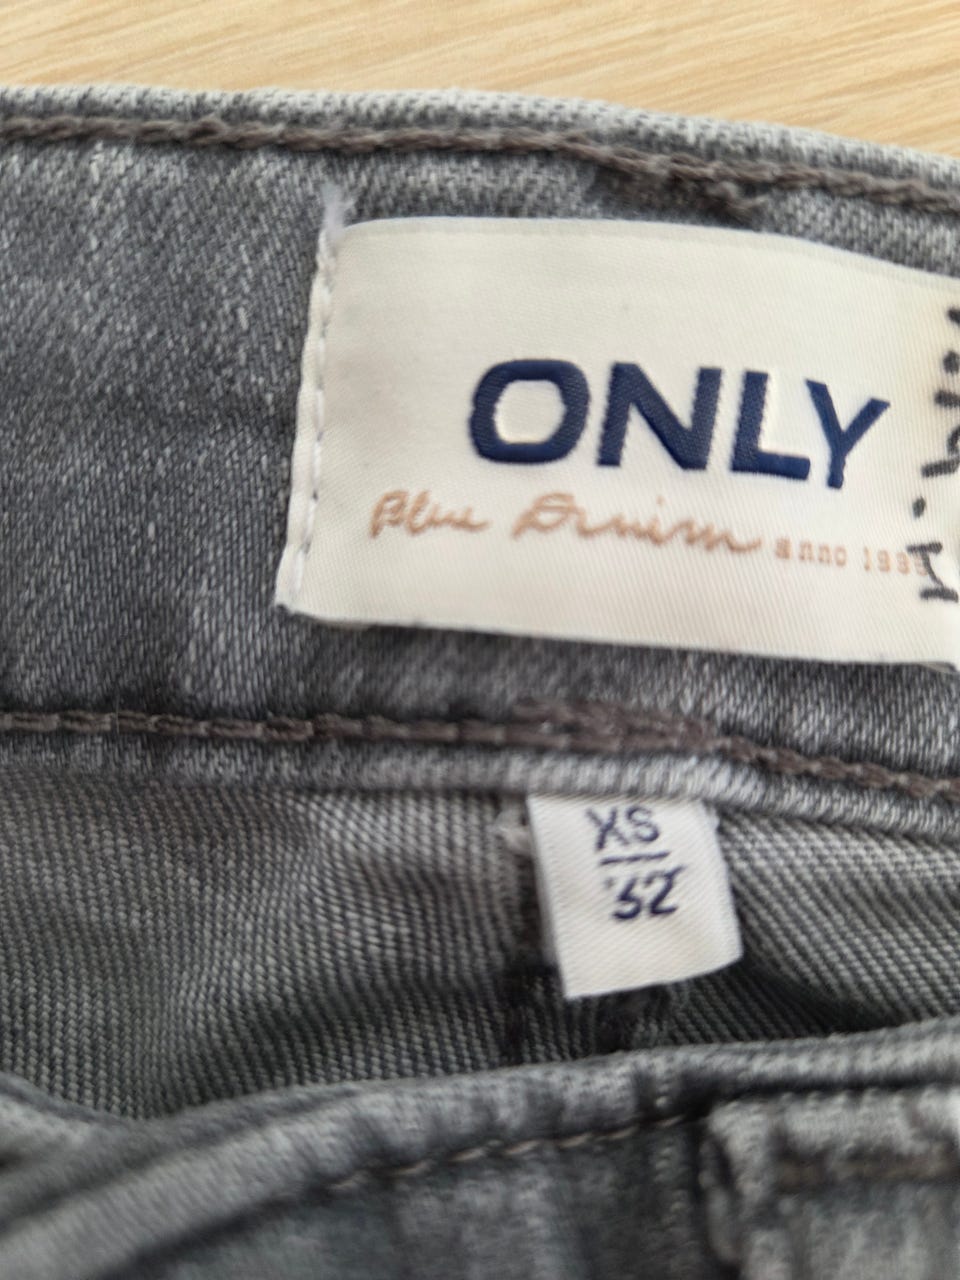 ONLY
Blue Denim anno 1995
XS
32